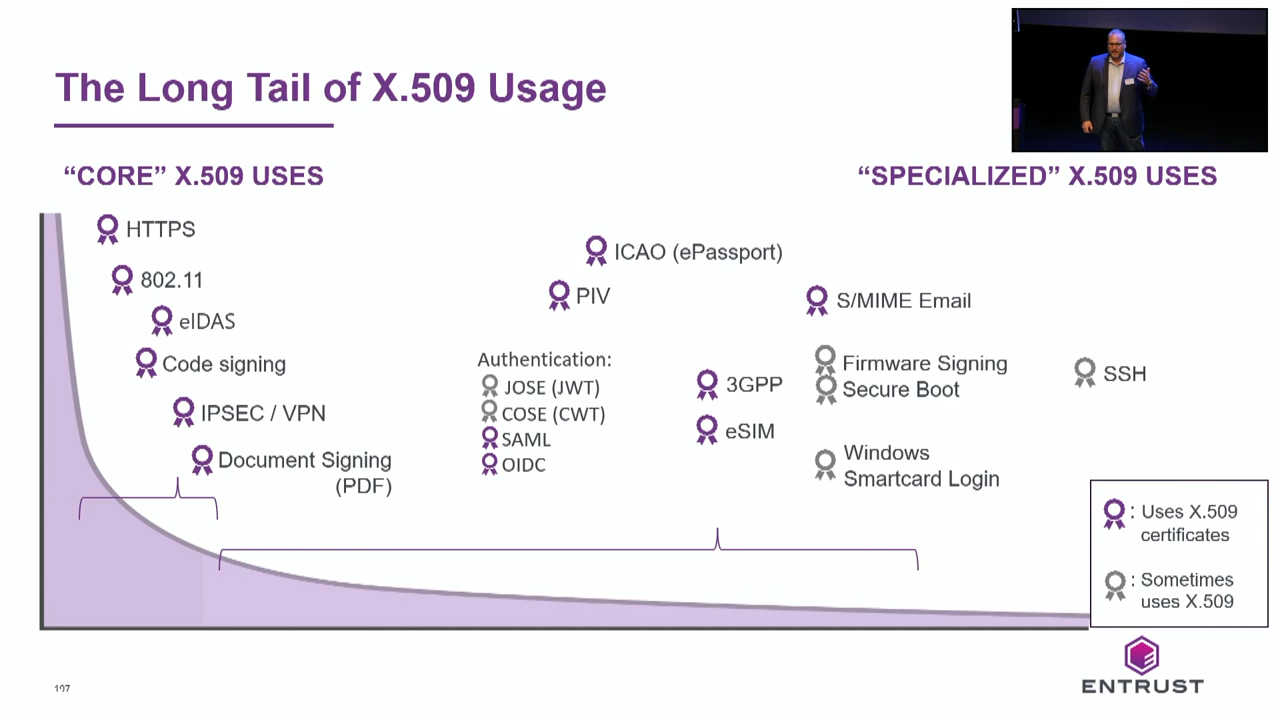 The Long Tail of X.509 Usage
“CORE” X.509 USES
“SPECIALIZED” X.509 USES
HTTPS
802.11
eIDAS
Code signing
IPSEC / VPN
Document Signing
(PDF)
ICAO (ePassport)
PIV
Authentication:
JOSE (JWT)
COSE (CWT)
SAML
OIDC
3GPP
eSIM
S/MIME Email
Firmware Signing
Secure Boot
Windows
Smartcard Login
SSH
: Uses X.509
certificates
: Sometimes
uses X.509
ENTRUST